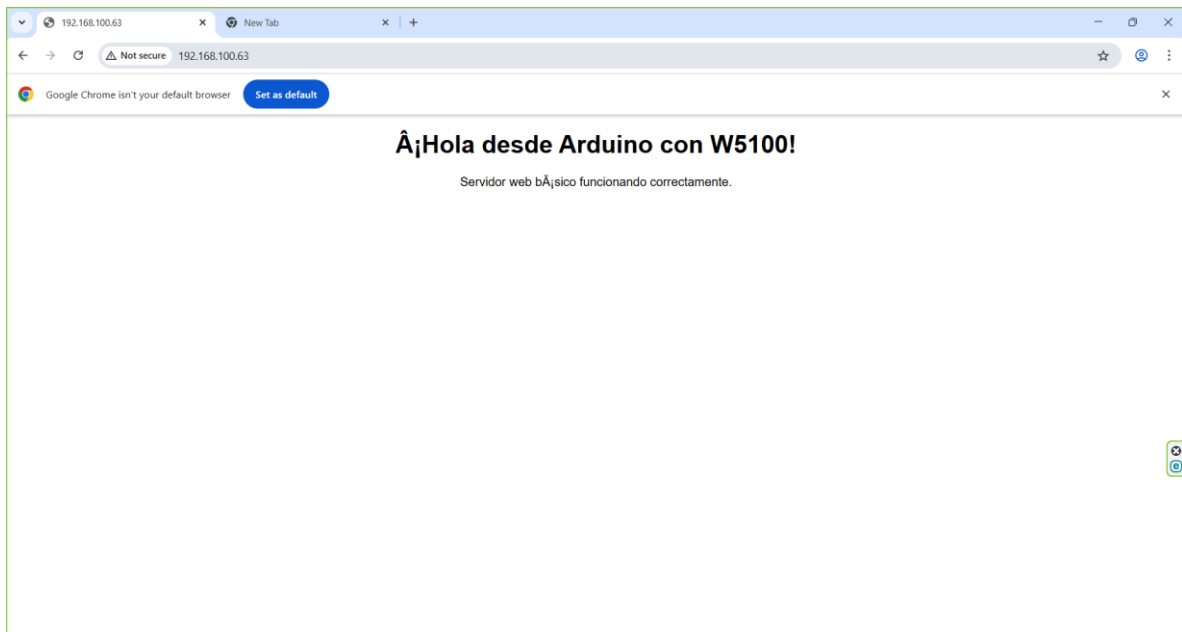 192.168.100.63
New Tab
Not secure 192.168.100.63
Google Chrome isn't your default browser Set as default
Â¡Hola desde Arduino con W5100!
Servidor web bÃ¡sico funcionando correctamente.